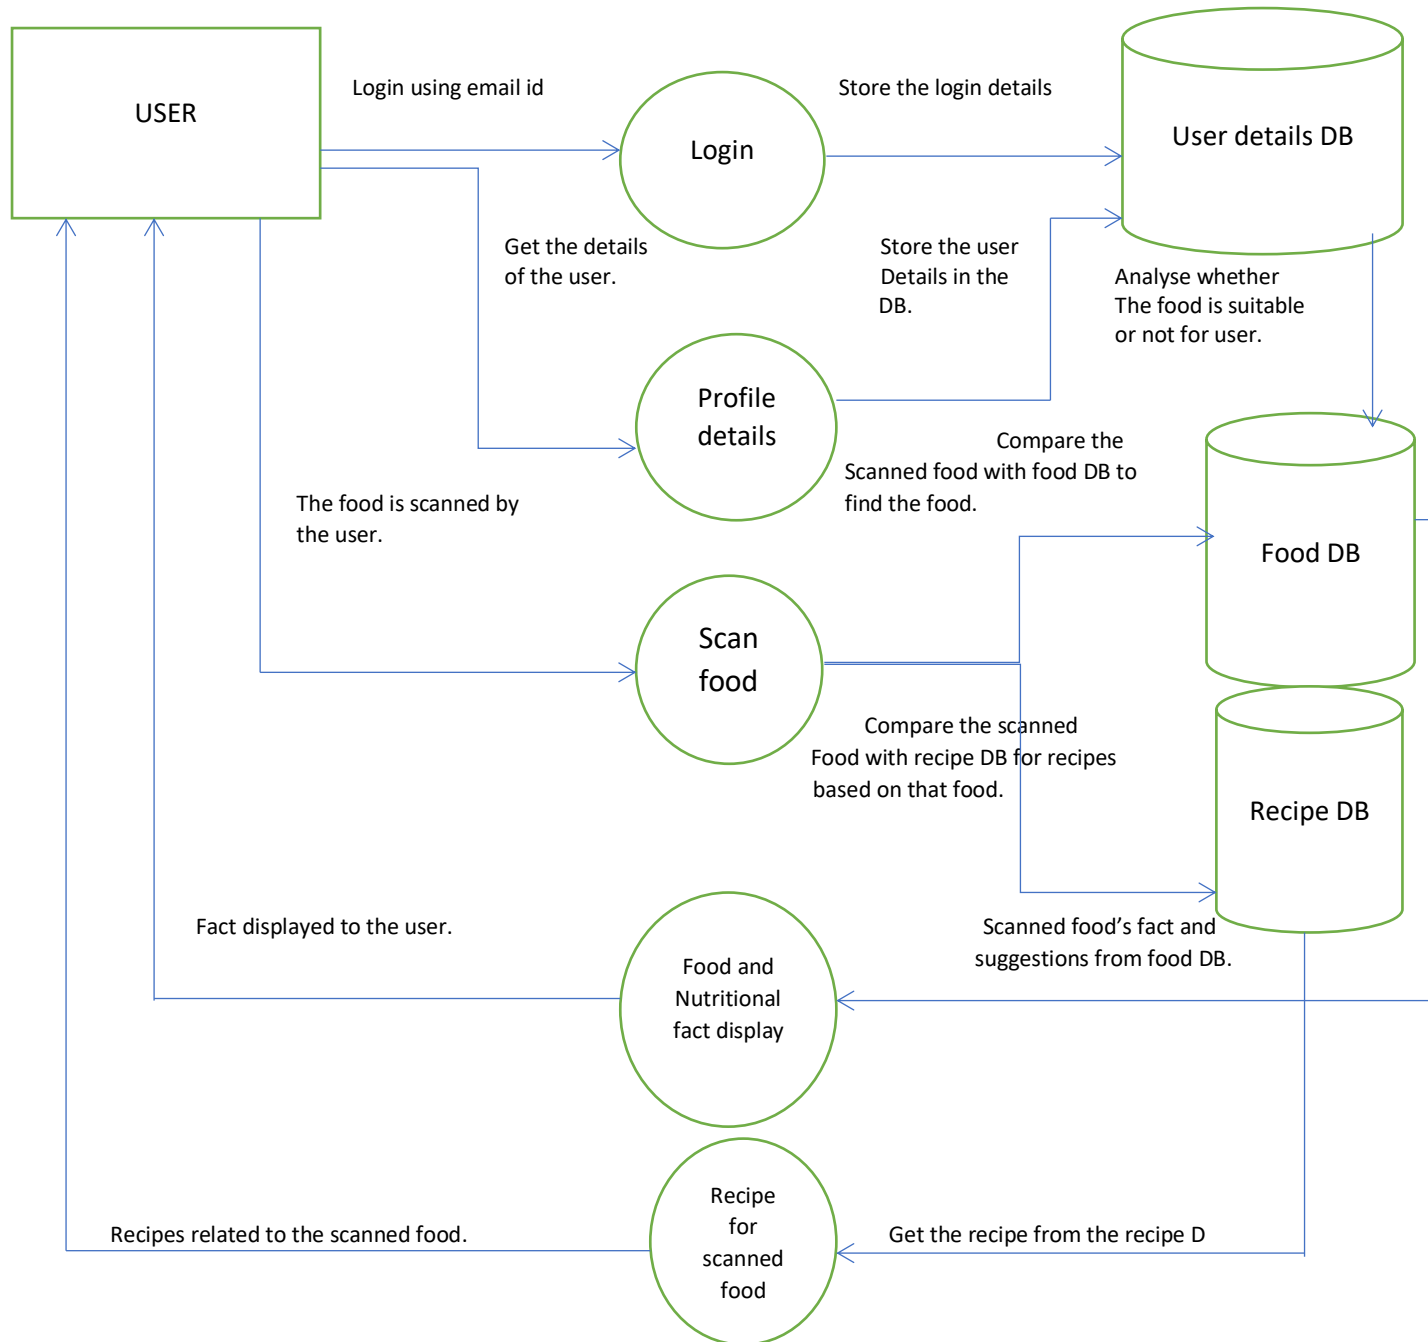 USER
Login using email id
Login
Store the login details
User details DB
Get the details
of the user.
Store the user
Details in the
DB.
Analyse whether
The food is suitable
or not for user.
Profile
details
Compare the
Scanned food with food DB to
find the food.
The food is scanned by
the user.
Food DB
Scan
food
Compare the scanned
Food with recipe DB for recipes
based on that food.
Recipe DB
Fact displayed to the user.
Food and
Nutritional
fact display
Scanned food’s fact and
suggestions from food DB.
Recipes related to the scanned food.
Recipe
for
scanned
food
Get the recipe from the recipe D